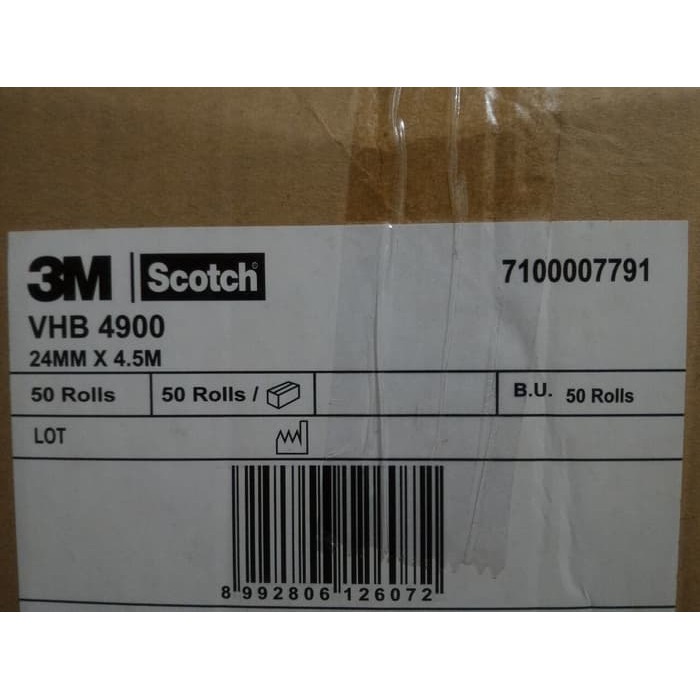 3M Scotch® 7100007791
VHB 4900
24MM X 4.5M
50 Rolls 50 Rolls / B.U. 50 Rolls
LOT
8 992806 126072